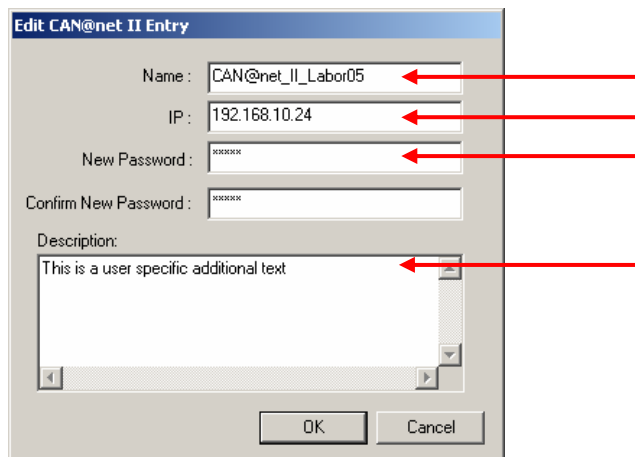 Edit CAN@net II Entry
Name : CAN@net_II_Labor05
IP : 192.168.10.24
New Password : *****
Confirm New Password : *****
Description:
This is a user specific additional text
OK Cancel